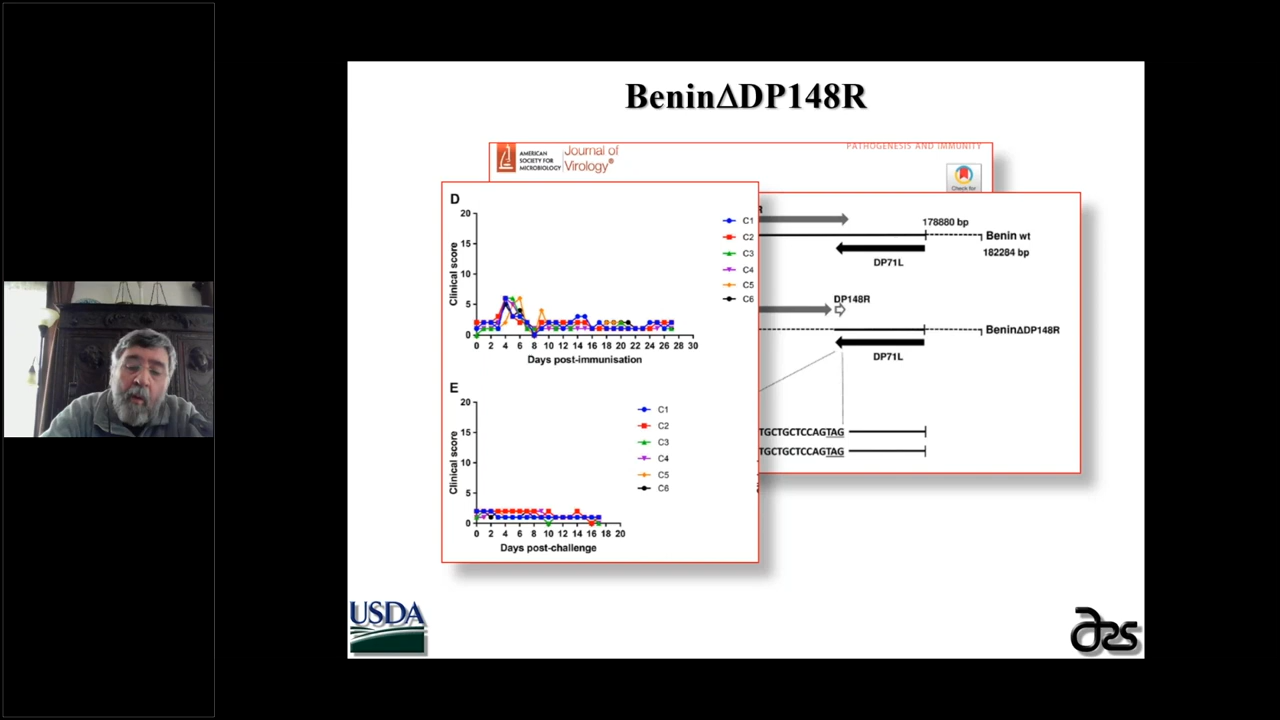 BeninΔDP148R
AMERICAN
SOCIETY FOR
MICROBIOLOGY
Journal of
Virology®
PATHOGENESIS AND IMMUNITY
Check for
D
20
15
10
5
0
Clinical score
0 2 4 6 8 10 12 14 16 18 20 21 22 24 26 28 30
Days post-immunisation
C1
C2
C3
C4
C5
C6
E
20
15
10
5
0
Clinical score
0 2 4 6 8 10 12 14 16 18 20
Days post-challenge
C1
C2
C3
C4
C5
C6
R
178880 bp
Benin wt
182284 bp
DP71L
DP148R
BeninΔDP148R
DP71L
TGCTGCTCCAGTAG
TGCTGCTCCAGTAG
USDA
ars